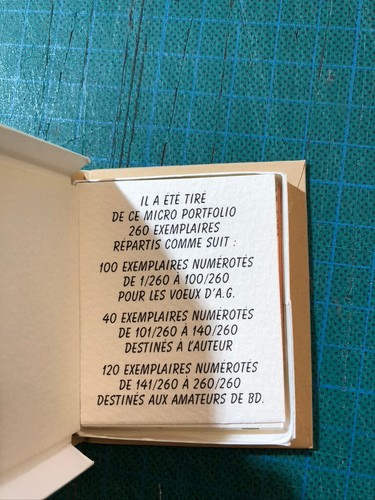 IL A ÉTÉ TIRÉ
DE CE MICRO PORTFOLIO
260 EXEMPLAIRES
RÉPARTIS COMME SUIT :
100 EXEMPLAIRES NUMÉROTÉS
DE 1/260 À 100/260
POUR LES VOEUX D'A.G.
40 EXEMPLAIRES NUMÉROTÉS
DE 101/260 À 140/260
DESTINÉS À L'AUTEUR
120 EXEMPLAIRES NUMÉROTÉS
DE 141/260 À 260/260
DESTINÉS AUX AMATEURS DE BD.